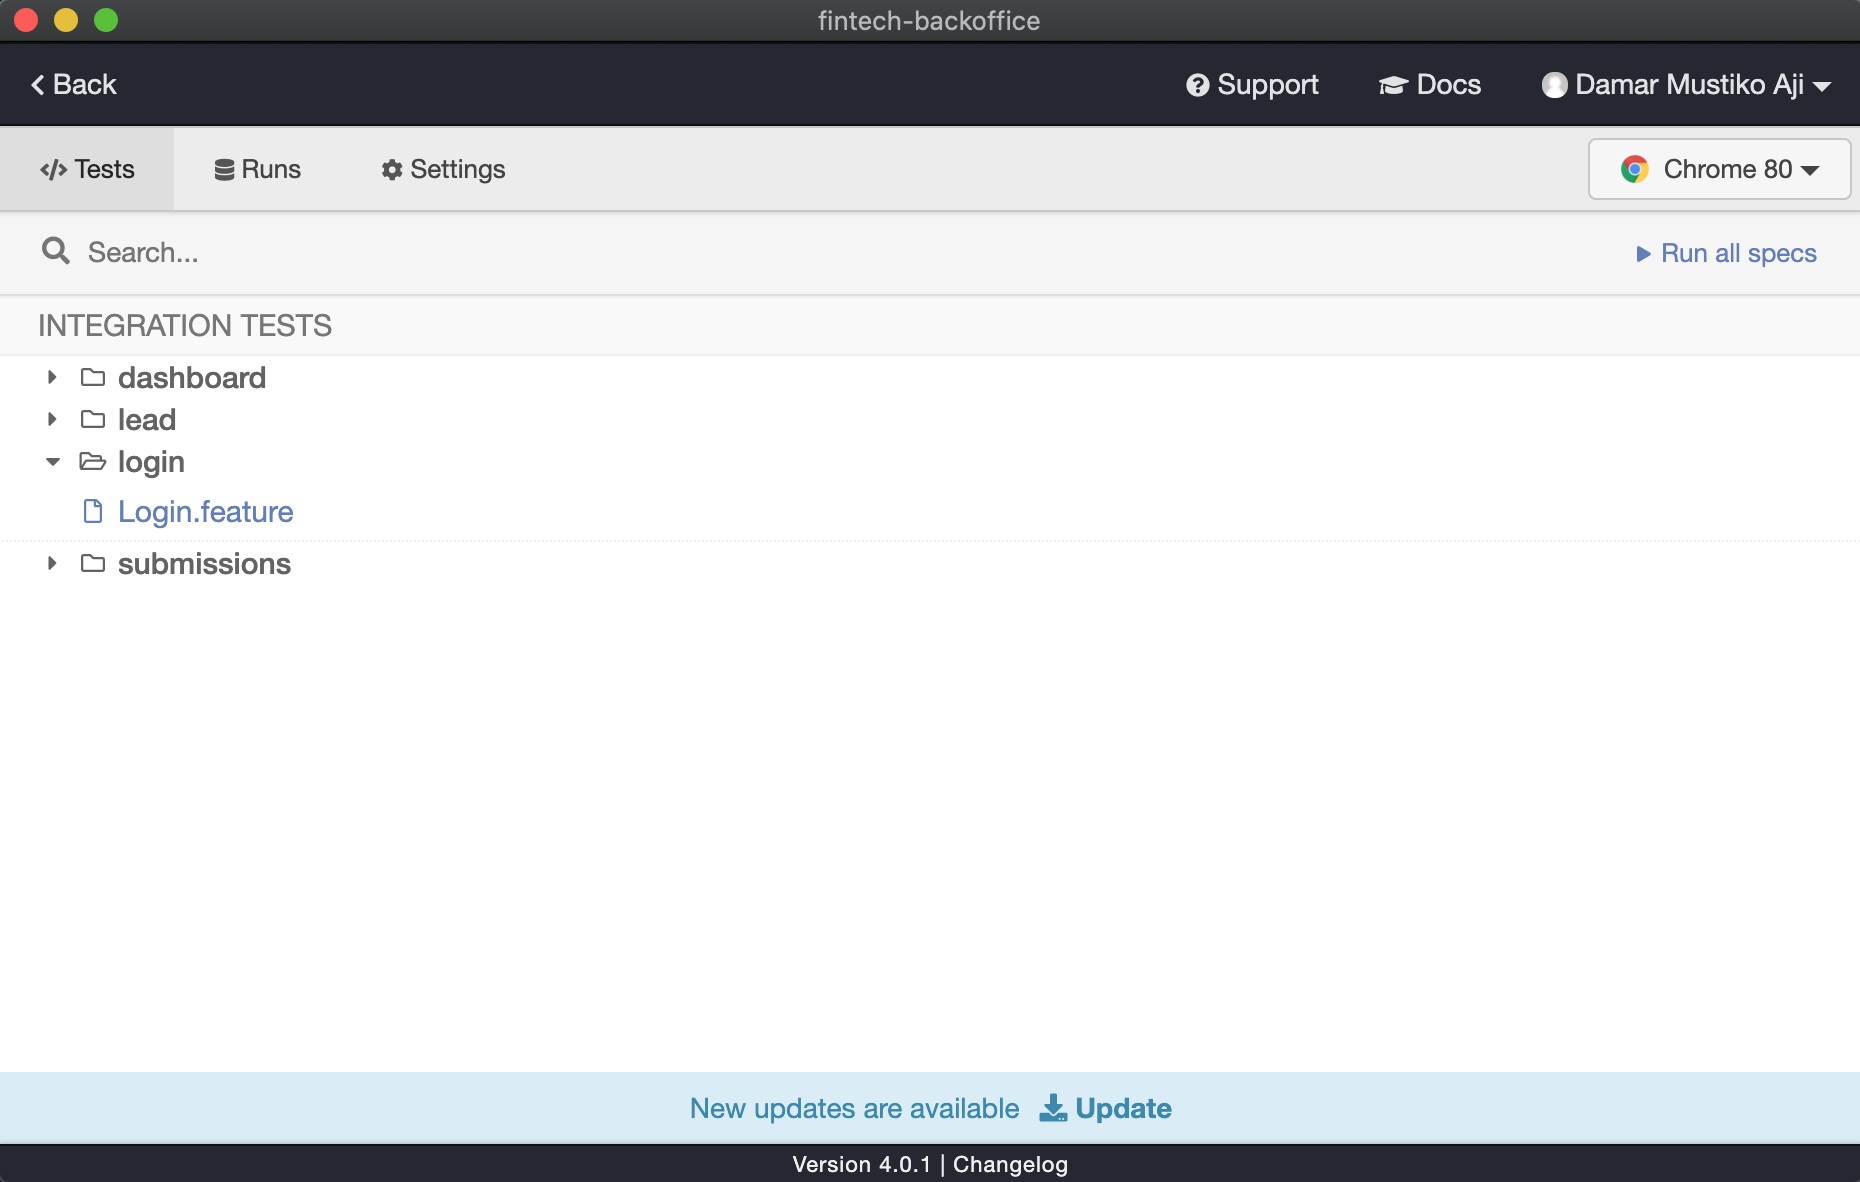 fintech-backoffice
Back
Support
Docs
Damar Mustiko Aji
Tests
Runs
Settings
Chrome 80
Search...
Run all specs
INTEGRATION TESTS
dashboard
lead
login
Login.feature
submissions
New updates are available Update
Version 4.0.1 | Changelog